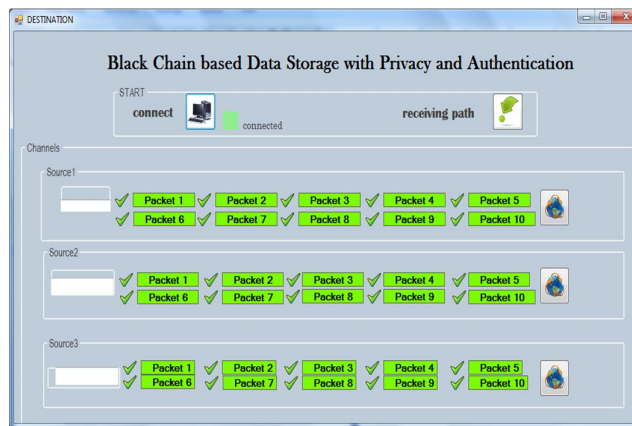 DESTINATION
Black Chain based Data Storage with Privacy and Authentication
START
connect
connected
receiving path
Channels
Source1
Packet 1 Packet 2 Packet 3 Packet 4 Packet 5
Packet 6 Packet 7 Packet 8 Packet 9 Packet 10
Source2
Packet 1 Packet 2 Packet 3 Packet 4 Packet 5
Packet 6 Packet 7 Packet 8 Packet 9 Packet 10
Source3
Packet 1 Packet 2 Packet 3 Packet 4 Packet 5
Packet 6 Packet 7 Packet 8 Packet 9 Packet 10